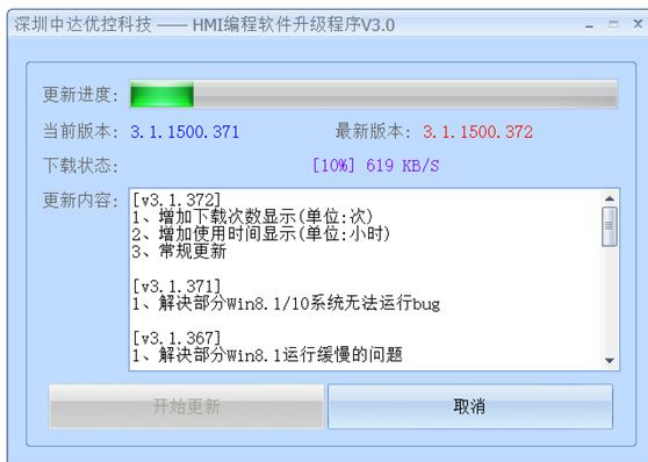 深圳中达优控科技 —— HMI编程软件升级程序V3.0
更新进度:
当前版本: 3.1.1500.371 最新版本: 3.1.1500.372
下载状态: [10%] 619 KB/S
更新内容: [v3.1.372]
1、增加下载次数显示(单位:次)
2、增加使用时间显示(单位:小时)
3、常规更新
[v3.1.371]
1、解决部分Win8.1/10系统无法运行bug
[v3.1.367]
1、解决部分Win8.1运行缓慢的问题
开始更新 取消